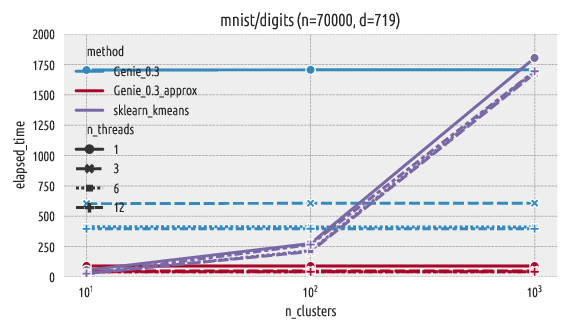 mnist/digits (n=70000, d=719)
2000
1750
1500
1250
1000
750
500
250
0
elapsed_time
method
Genie_0.3
Genie_0.3_approx
sklearn_kmeans
n_threads
1
3
6
12
10¹
10²
10³
n_clusters